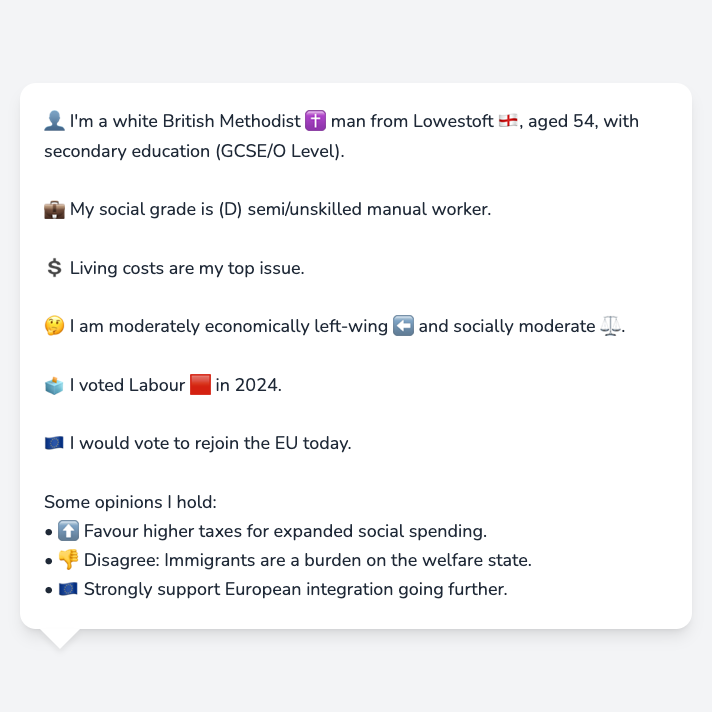 👤 I'm a white British Methodist ✝️ man from Lowestoft 🏴󠁧󠁢󠁥󠁮󠁧󠁿, aged 54, with
secondary education (GCSE/O Level).
💼 My social grade is (D) semi/unskilled manual worker.
💲 Living costs are my top issue.
🤔 I am moderately economically left-wing ⬅️ and socially moderate ⚖️.
🗳️ I voted Labour 🟥 in 2024.
🇪🇺 I would vote to rejoin the EU today.
Some opinions I hold:
• ⬆️ Favour higher taxes for expanded social spending.
• 👎 Disagree: Immigrants are a burden on the welfare state.
• 🇪🇺 Strongly support European integration going further.